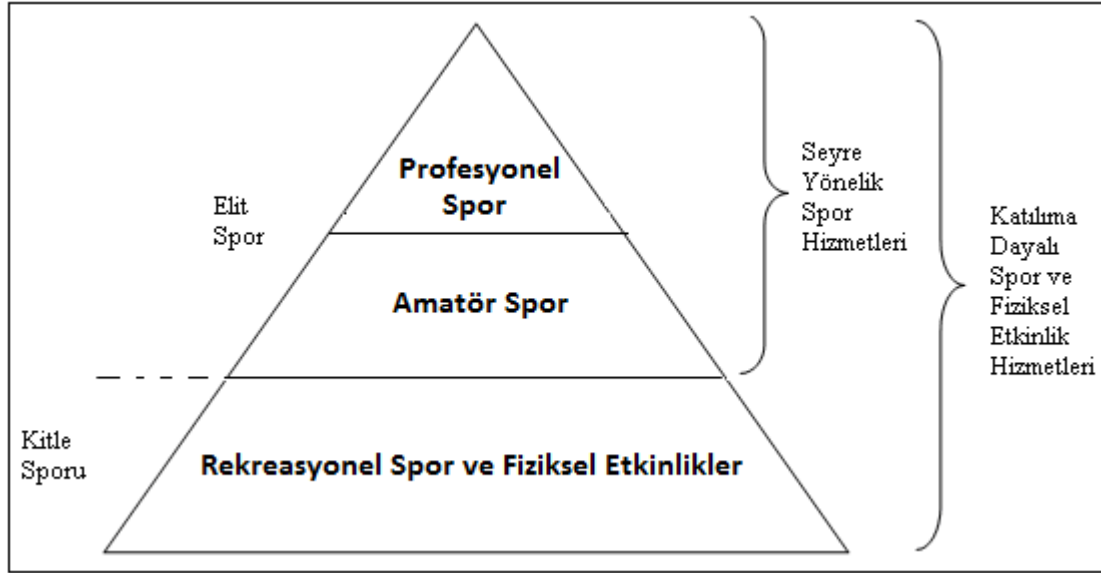 Profesyonel
Spor
Elit
Spor
Amatör Spor
Kitle
Sporu
Rekreasyonel Spor ve Fiziksel Etkinlikler
Seyre
Yönelik
Spor
Hizmetleri
Katılıma
Dayalı
Spor ve
Fiziksel
Etkinlik
Hizmetleri